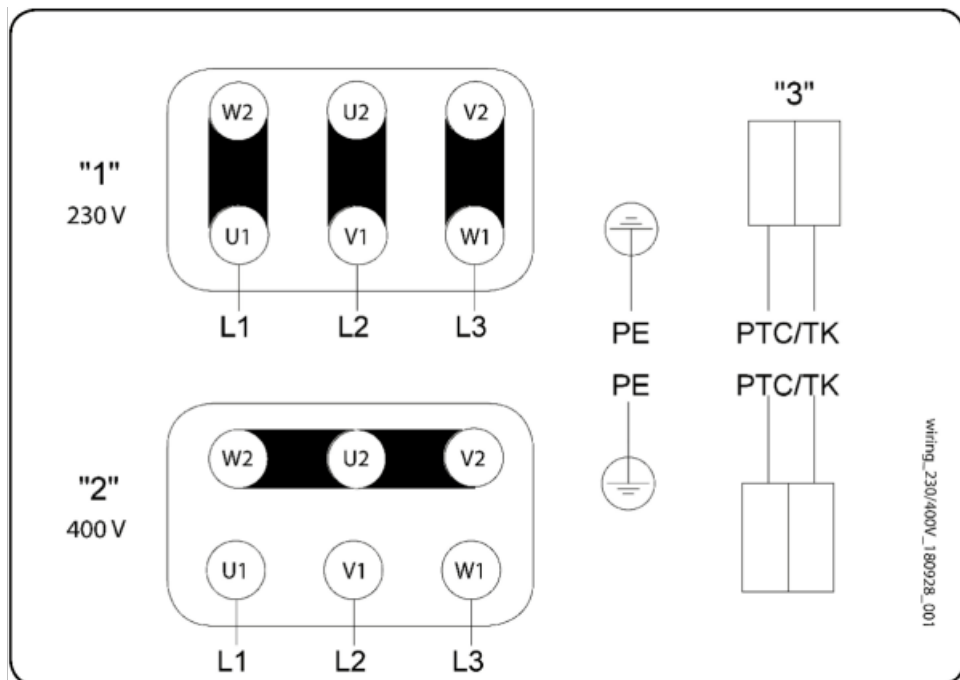 "1"
230 V
W2 U2 V2
U1 V1 W1
L1 L2 L3
"3"
PE PTC/TK
PE PTC/TK
"2"
400 V
W2 U2 V2
U1 V1 W1
L1 L2 L3
wiring_230/400V_180928_001